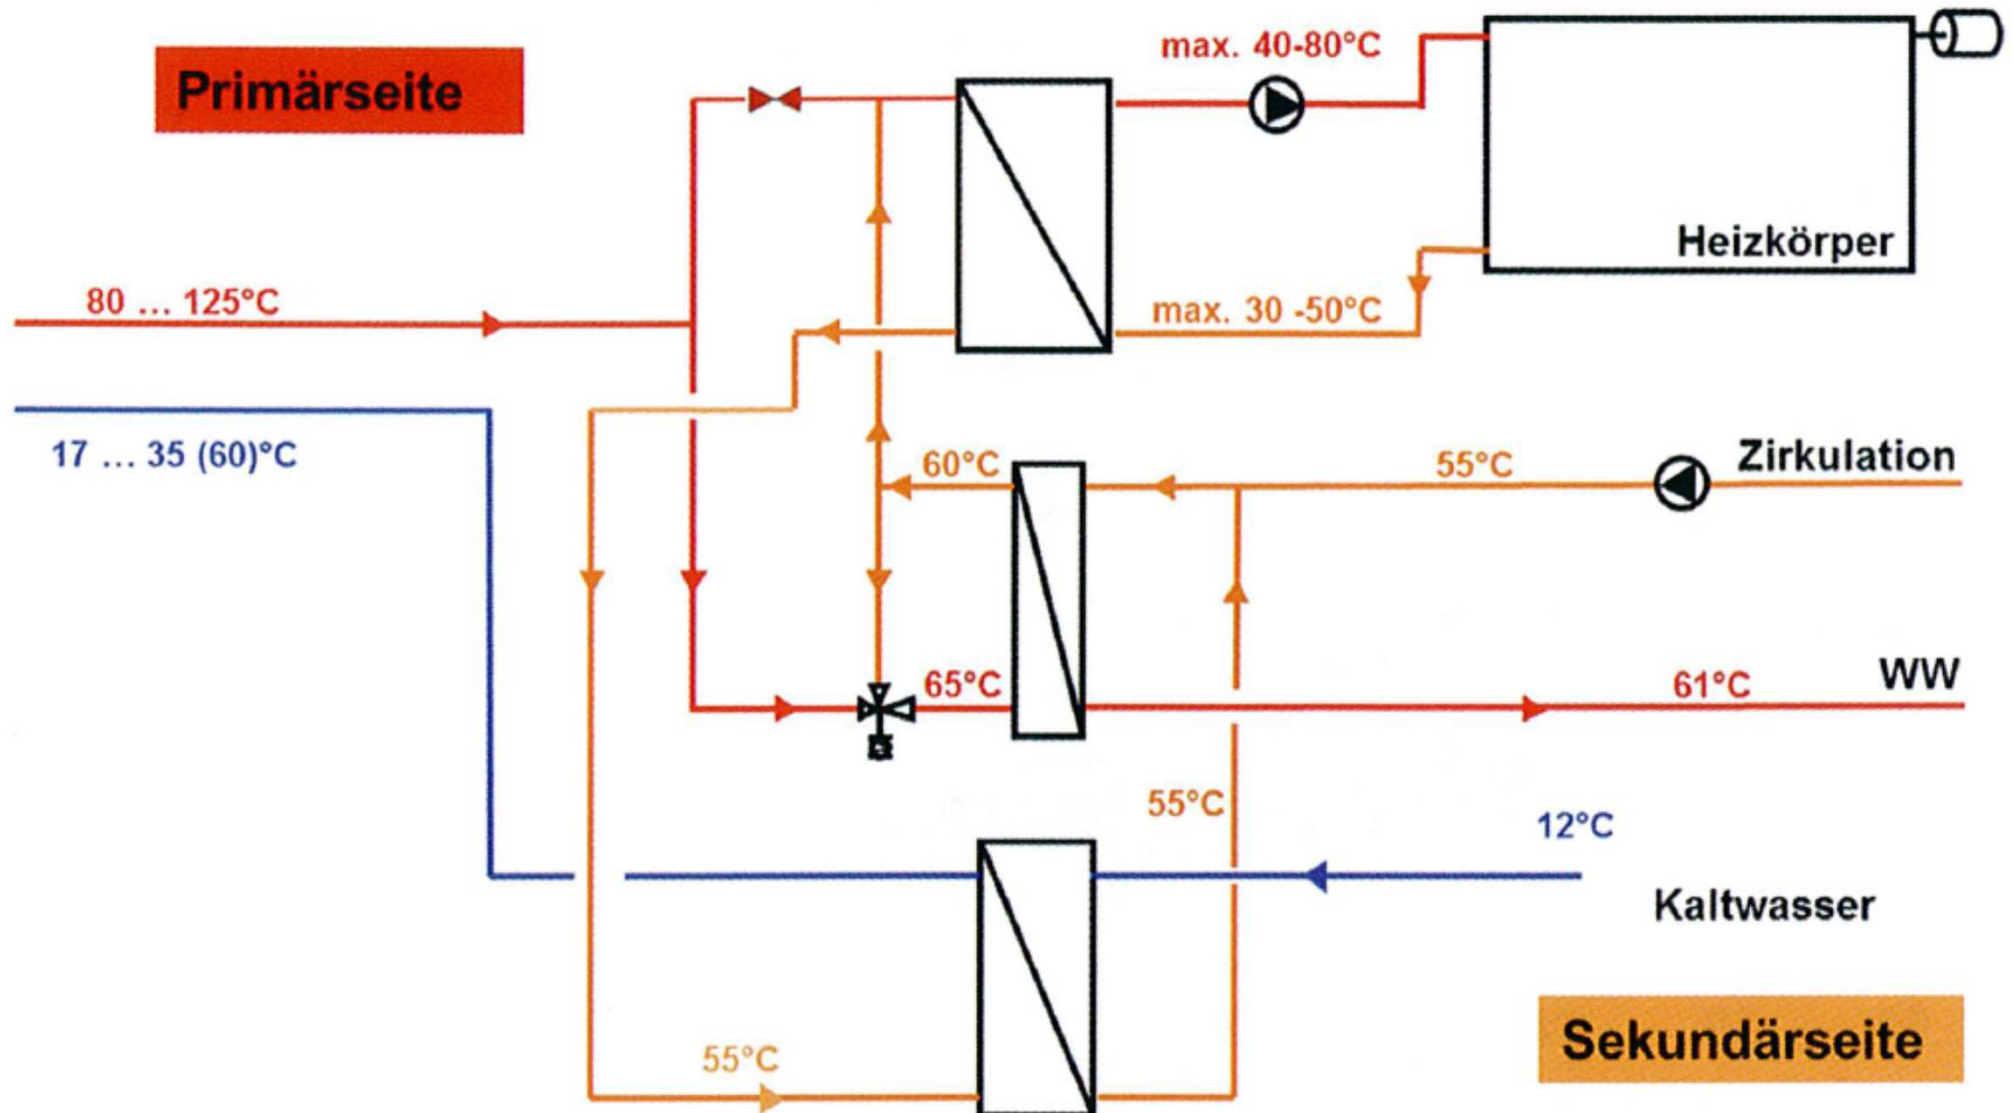 max. 40-80°C
Primärseite
Heizkörper
80 ... 125°C
max. 30 -50°C
17 ... 35 (60)°C
60°C
55°C
Zirkulation
65°C
61°C
WW
55°C
12°C
Kaltwasser
55°C
Sekundärseite